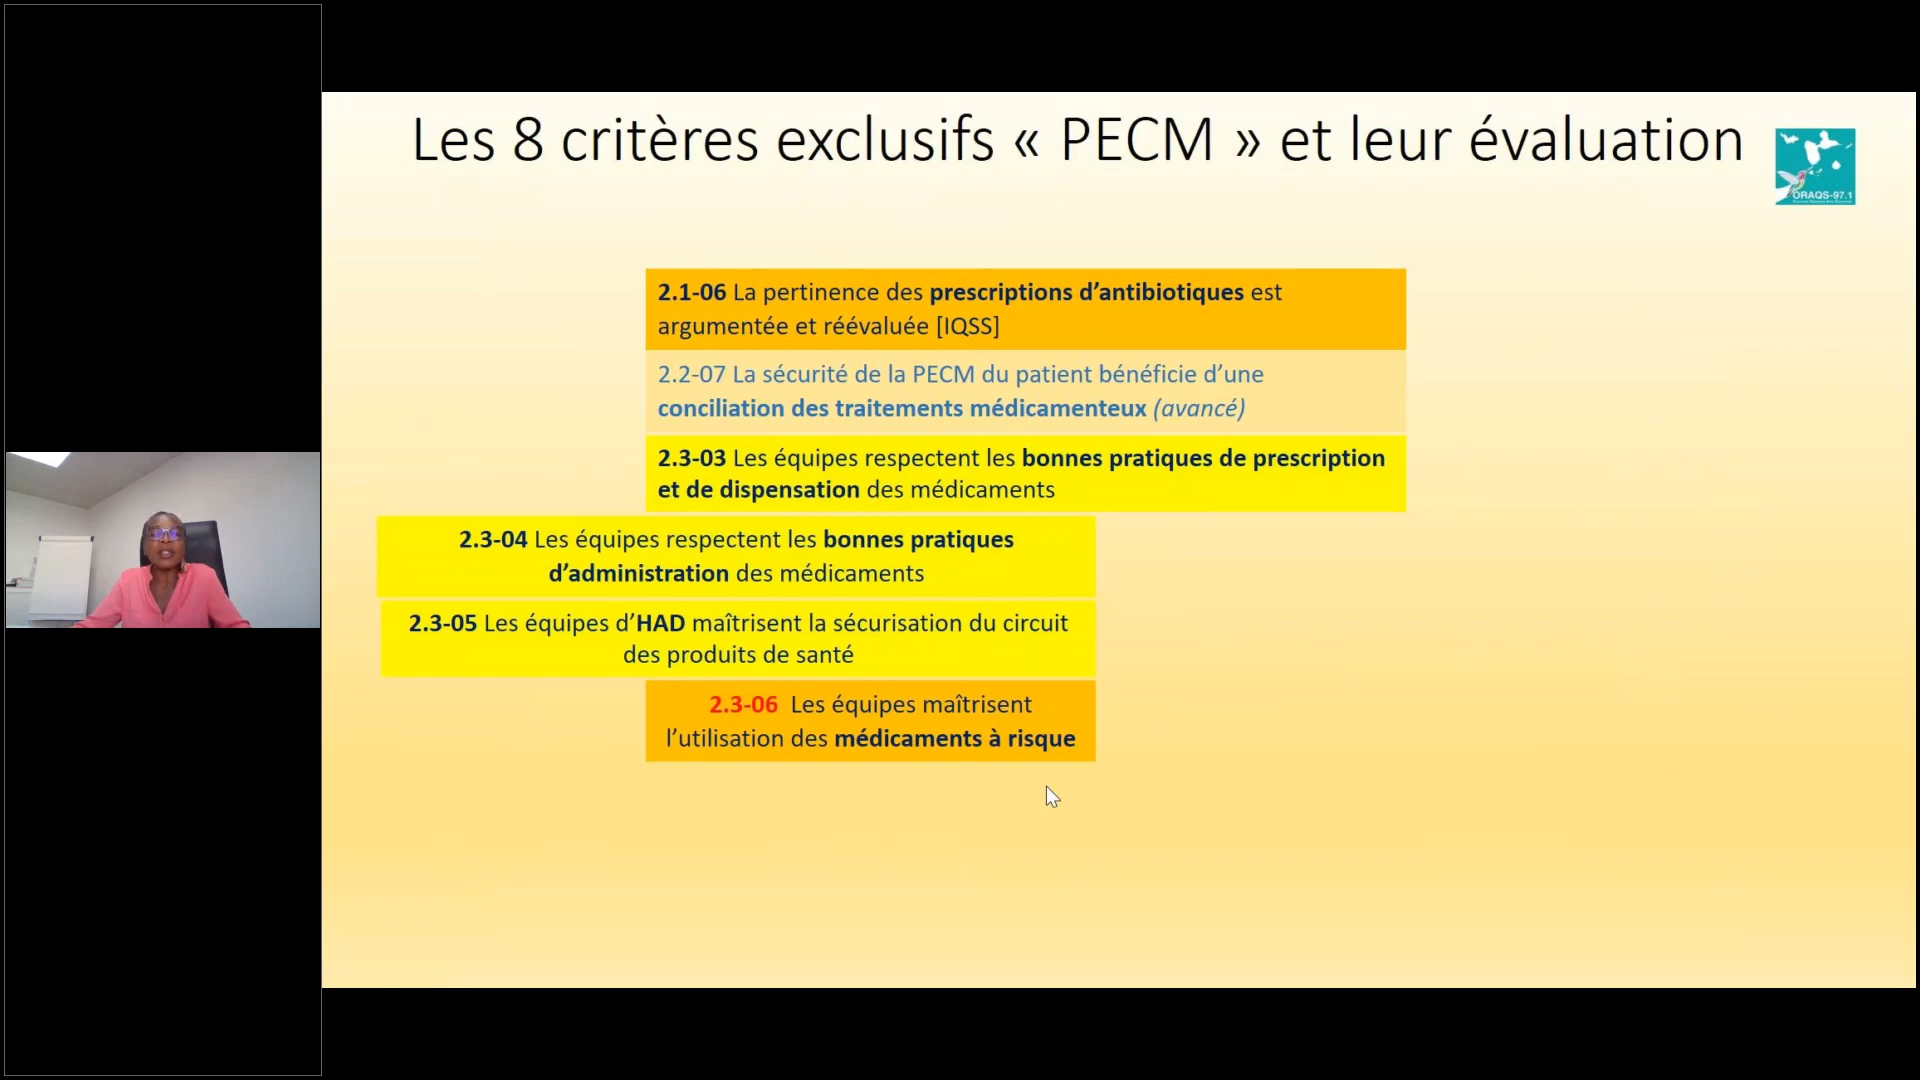 Les 8 critères exclusifs « PECM » et leur évaluation
ORAQS-97.1
2.1-06 La pertinence des prescriptions d’antibiotiques est
argumentée et réévaluée [IQSS]
2.2-07 La sécurité de la PECM du patient bénéficie d’une
conciliation des traitements médicamenteux (avancé)
2.3-03 Les équipes respectent les bonnes pratiques de prescription
et de dispensation des médicaments
2.3-04 Les équipes respectent les bonnes pratiques
d’administration des médicaments
2.3-05 Les équipes d’HAD maîtrisent la sécurisation du circuit
des produits de santé
2.3-06 Les équipes maîtrisent
l’utilisation des médicaments à risque